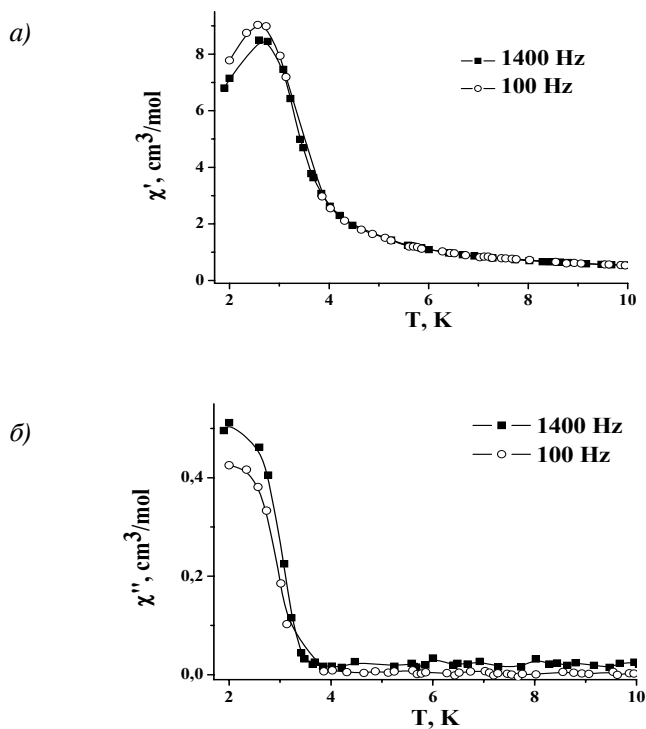 а)
χ', cm³/mol
8
6
4
2
0
1400 Hz
100 Hz
2 4 6 8 10
T, K
б)
χ'', cm³/mol
0,4
0,2
0,0
1400 Hz
100 Hz
2 4 6 8 10
T, K